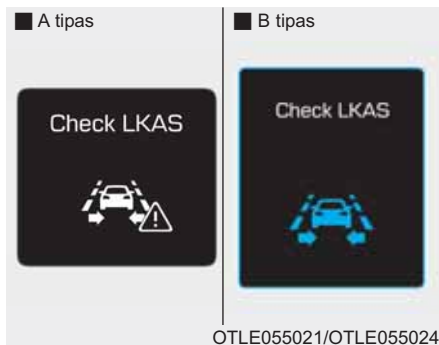 A tipas
B tipas
Check LKAS
Check LKAS
OTLE055021/OTLE055024